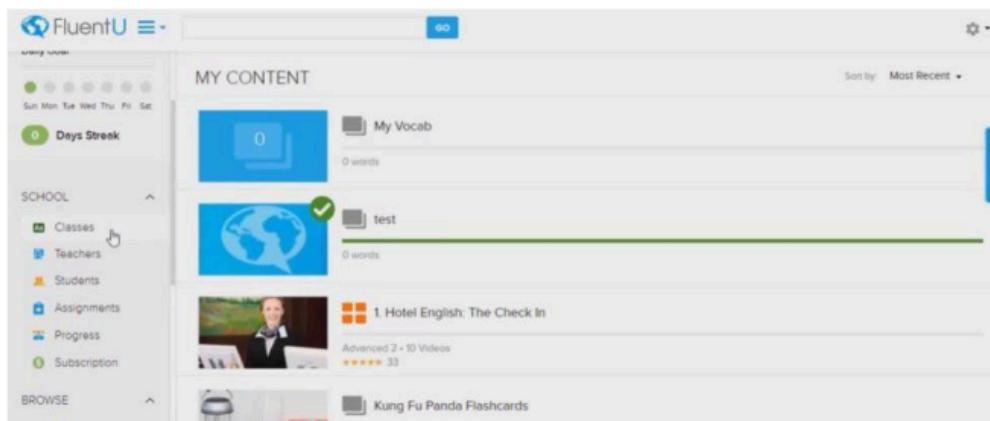 FluentU
GO
Daily Goal
Sun Mon Tue Wed Thu Fri Sat
0 Days Streak
SCHOOL
Classes
Teachers
Students
Assignments
Progress
Subscription
BROWSE
MY CONTENT
Sort by: Most Recent
0
My Vocab
0 words
test
0 words
1. Hotel English: The Check In
Advanced 2 • 10 Videos
33
Kung Fu Panda Flashcards